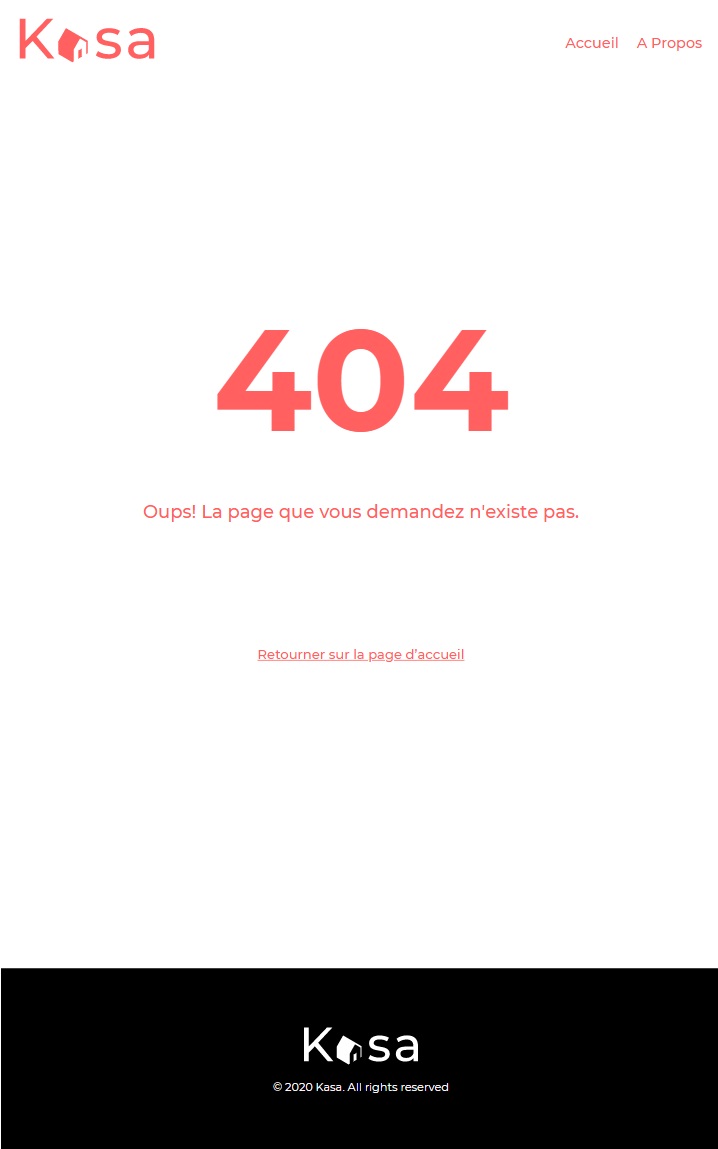 Kasa
Accueil A Propos
404
Oups! La page que vous demandez n'existe pas.
Retourner sur la page d’accueil
Kasa
© 2020 Kasa. All rights reserved